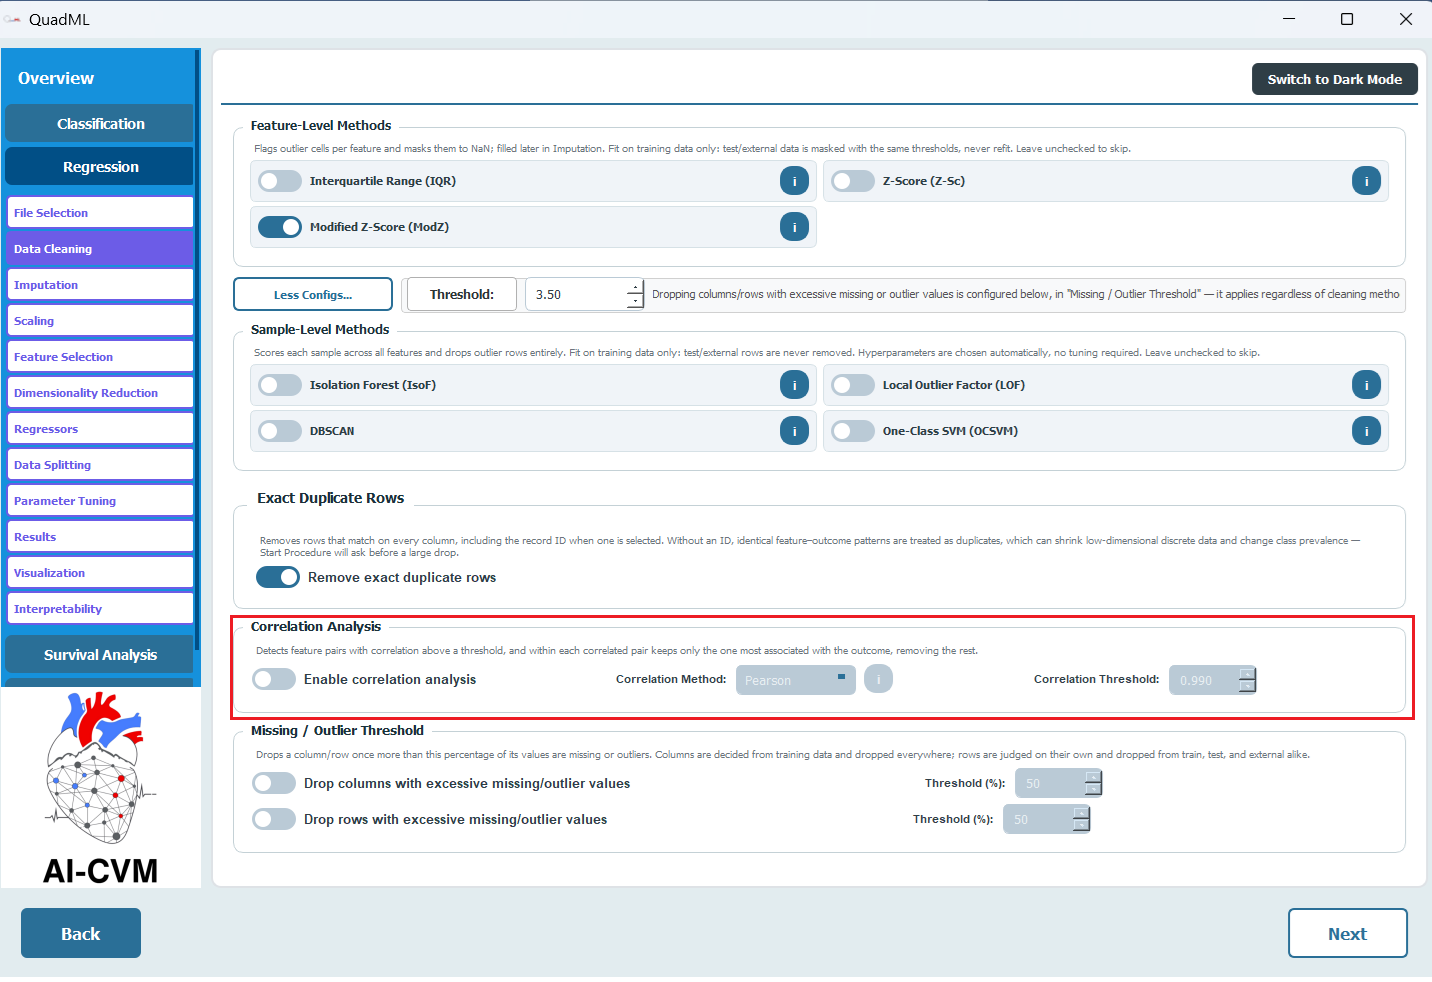 QuadML
Overview
Classification
Regression
File Selection
Data Cleaning
Imputation
Scaling
Feature Selection
Dimensionality Reduction
Regressors
Data Splitting
Parameter Tuning
Results
Visualization
Interpretability
Survival Analysis
AI-CVM
Switch to Dark Mode
Feature-Level Methods
Flags outlier cells per feature and masks them to NaN; filled later in Imputation. Fit on training data only: test/external data is masked with the same thresholds, never refit. Leave unchecked to skip.
Interquartile Range (IQR) i
Z-Score (Z-Sc) i
Modified Z-Score (ModZ) i
Less Configs... Threshold: 3.50 Dropping columns/rows with excessive missing or outlier values is configured below, in "Missing / Outlier Threshold" — it applies regardless of cleaning metho
Sample-Level Methods
Scores each sample across all features and drops outlier rows entirely. Fit on training data only: test/external rows are never removed. Hyperparameters are chosen automatically, no tuning required. Leave unchecked to skip.
Isolation Forest (IsoF) i
Local Outlier Factor (LOF) i
DBSCAN i
One-Class SVM (OCSVM) i
Exact Duplicate Rows
Removes rows that match on every column, including the record ID when one is selected. Without an ID, identical feature–outcome patterns are treated as duplicates, which can shrink low-dimensional discrete data and change class prevalence —
Start Procedure will ask before a large drop.
Remove exact duplicate rows
Correlation Analysis
Detects feature pairs with correlation above a threshold, and within each correlated pair keeps only the one most associated with the outcome, removing the rest.
Enable correlation analysis Correlation Method: Pearson i Correlation Threshold: 0.990
Missing / Outlier Threshold
Drops a column/row once more than this percentage of its values are missing or outliers. Columns are decided from training data and dropped everywhere; rows are judged on their own and dropped from train, test, and external alike.
Drop columns with excessive missing/outlier values Threshold (%): 50
Drop rows with excessive missing/outlier values Threshold (%): 50
Back
Next